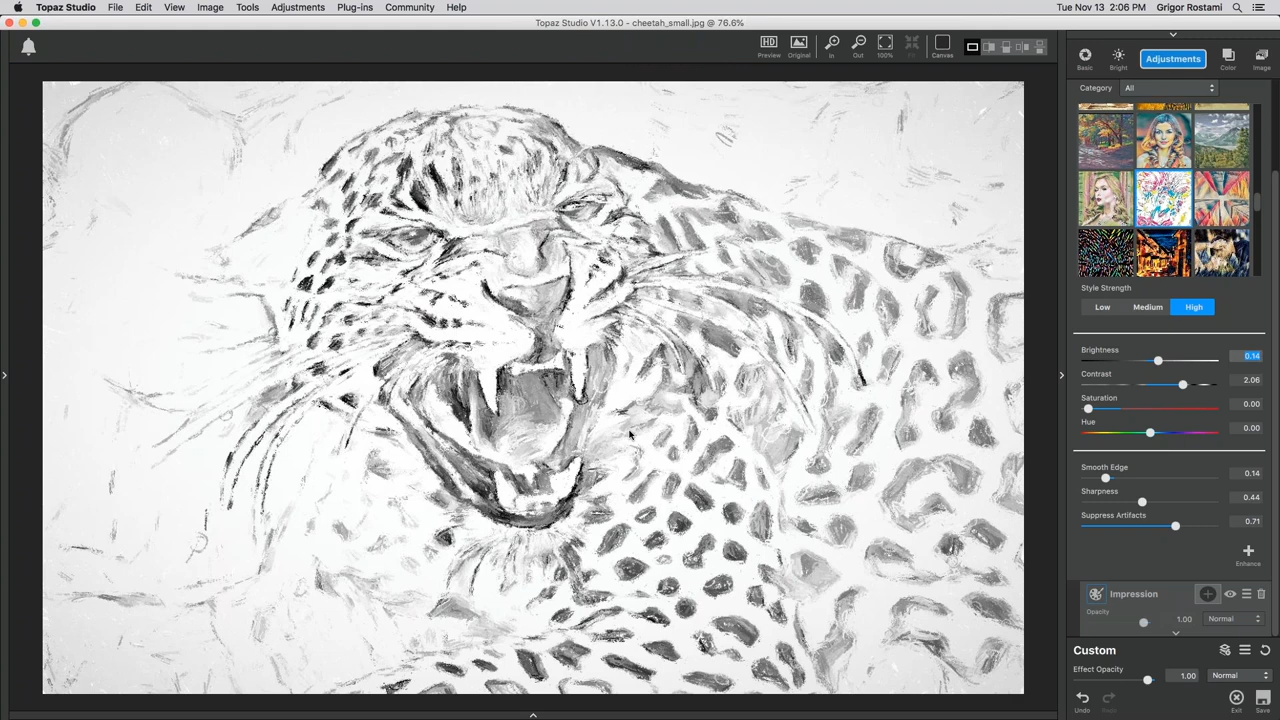 Topaz Studio File Edit View Image Tools Adjustments Plug-ins Community Help Tue Nov 13 2:06 PM Grigor Rostami
Topaz Studio V1.13.0 - cheetah_small.jpg @ 76.6%
HD
Preview Original In Out 100% Canvas
Basic Bright Adjustments Color Image
Category All
Style Strength
Low Medium High
Brightness 0.14
Contrast 2.06
Saturation 0.00
Hue 0.00
Smooth Edge 0.14
Sharpness 0.44
Suppress Artifacts 0.71
Enhance
Impression
Opacity 1.00 Normal
Custom
Effect Opacity 1.00 Normal
Undo Exit Save